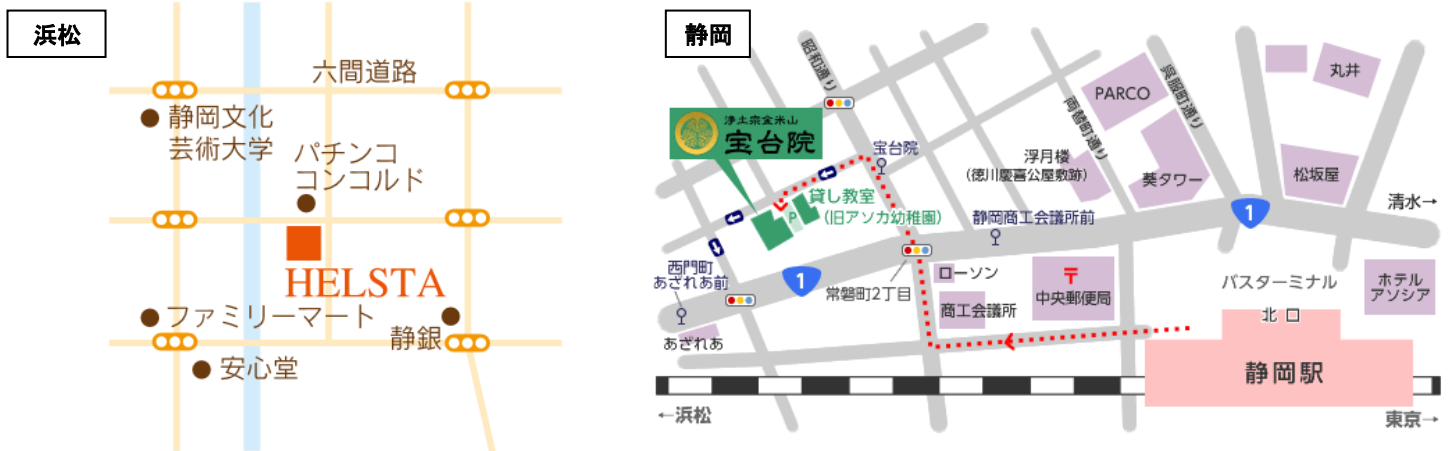 浜松
六間道路
静岡文化
芸術大学
パチンコ
コンコルド
HELSTA
ファミリーマート
静銀
安心堂
静岡
昭和通り
浄土宗金米山
宝台院
宝台院
貸し教室
(旧アソカ幼稚園)
P
PARCO
両替町通り
呉服町通り
丸井
浮月楼
(徳川慶喜公屋敷跡)
葵タワー
松坂屋
清水→
1
静岡商工会議所前
西門町
あざれあ前
1
常磐町2丁目
ローソン
商工会議所
〒
中央郵便局
バスターミナル
ホテル
アソシア
あざれあ
北口
静岡駅
←浜松
東京→